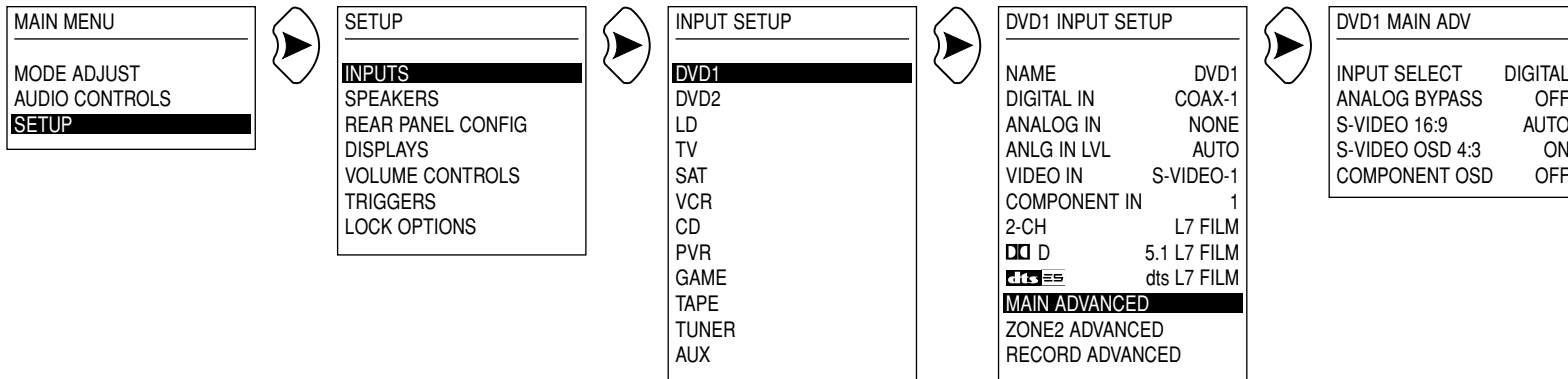 MAIN MENU
MODE ADJUST
AUDIO CONTROLS
SETUP
SETUP
INPUTS
SPEAKERS
REAR PANEL CONFIG
DISPLAYS
VOLUME CONTROLS
TRIGGERS
LOCK OPTIONS
INPUT SETUP
DVD1
DVD2
LD
TV
SAT
VCR
CD
PVR
GAME
TAPE
TUNER
AUX
DVD1 INPUT SETUP
NAME DVD1
DIGITAL IN COAX-1
ANALOG IN NONE
ANLG IN LVL AUTO
VIDEO IN S-VIDEO-1
COMPONENT IN 1
2-CH L7 FILM
D 5.1 L7 FILM
dts ES dts L7 FILM
MAIN ADVANCED
ZONE2 ADVANCED
RECORD ADVANCED
DVD1 MAIN ADV
INPUT SELECT DIGITAL
ANALOG BYPASS OFF
S-VIDEO 16:9 AUTO
S-VIDEO OSD 4:3 ON
COMPONENT OSD OFF